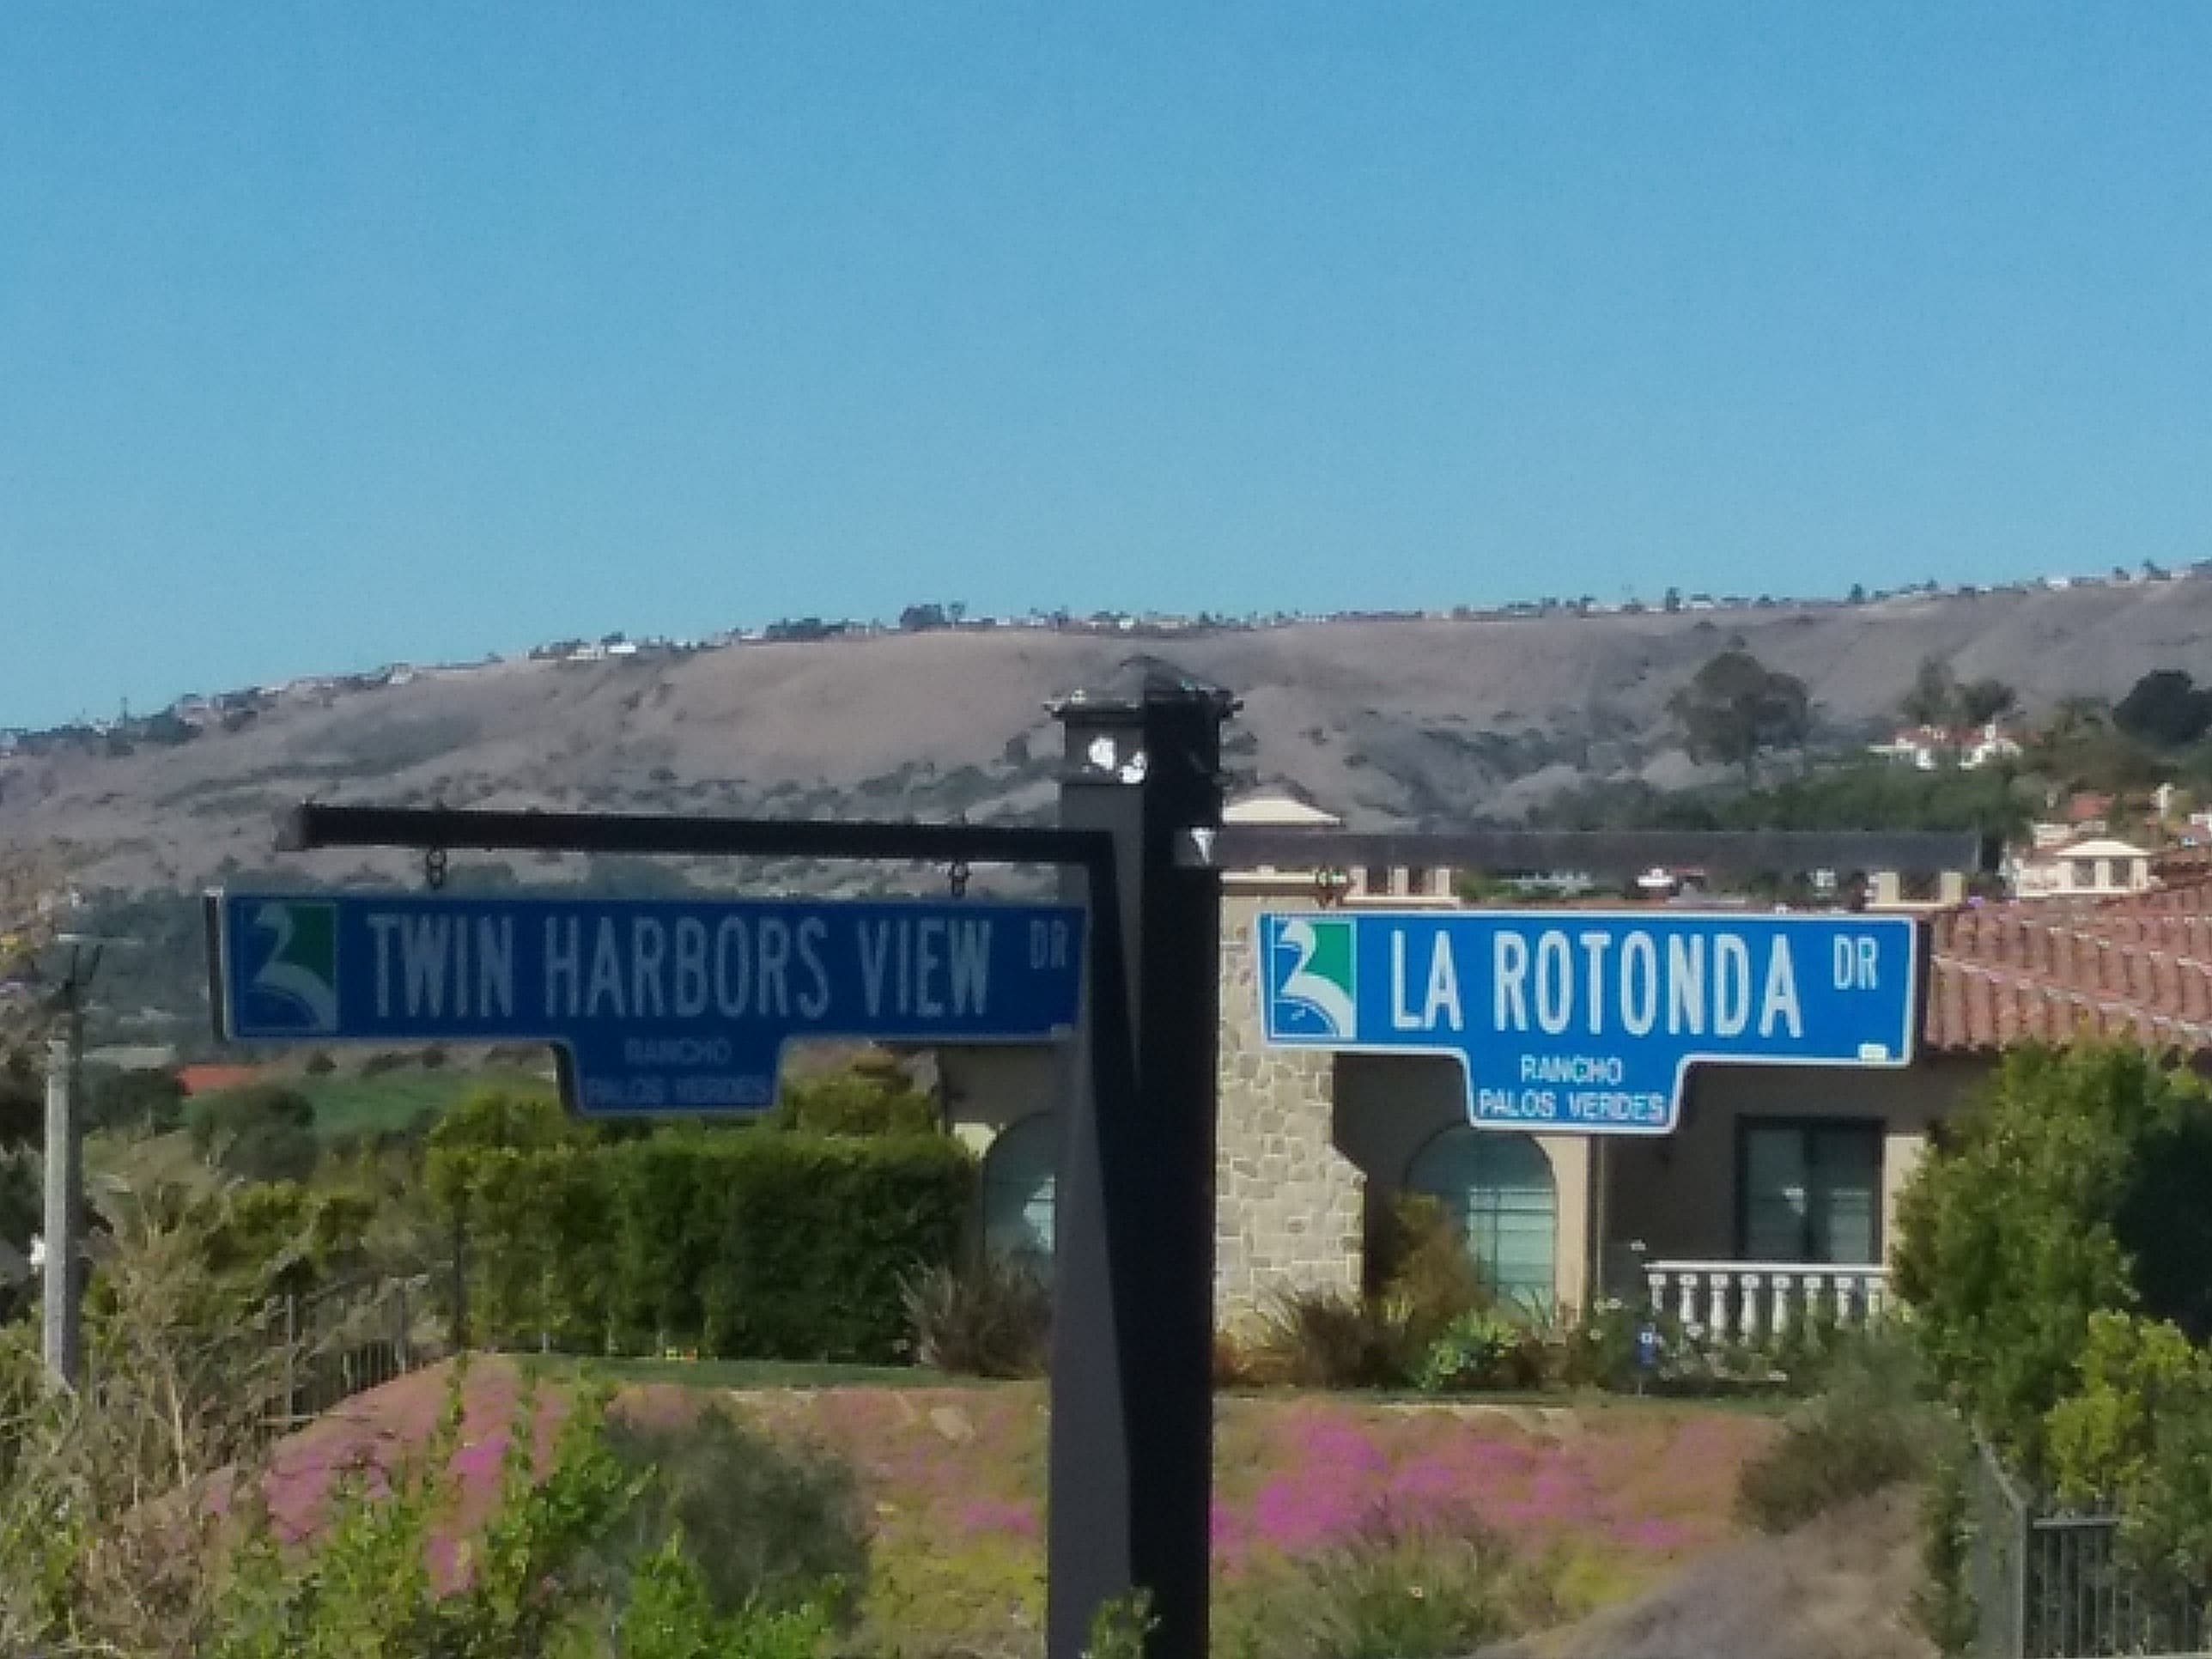 TWIN HARBORS VIEW DR
RANCHO
PALOS VERDES
LA ROTONDA DR
RANCHO
PALOS VERDES